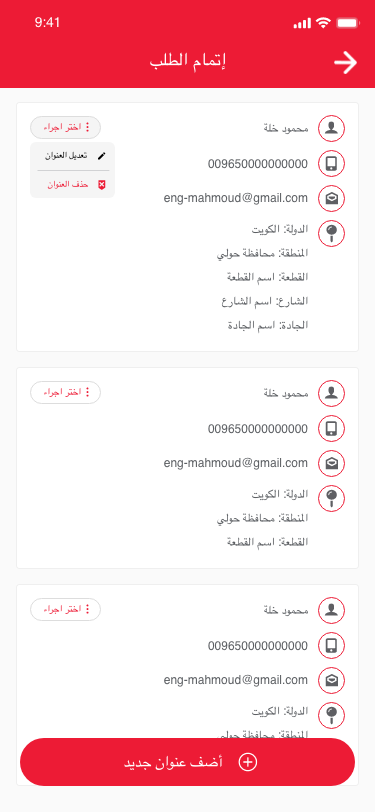 9:41
إتمام الطلب
محمود خلة
اختر اجراء
تعديل العنوان
حذف العنوان
009650000000000
eng-mahmoud@gmail.com
الدولة: الكويت
المنطقة: محافظة حولي
القطعة: اسم القطعة
الشارع: اسم الشارع
الجادة: اسم الجادة
محمود خلة
اختر اجراء
009650000000000
eng-mahmoud@gmail.com
الدولة: الكويت
المنطقة: محافظة حولي
القطعة: اسم القطعة
محمود خلة
اختر اجراء
009650000000000
eng-mahmoud@gmail.com
الدولة: الكويت
المنطقة: محافظة حولي
أضف عنوان جديد